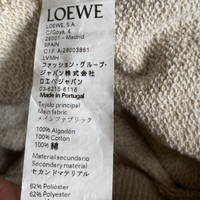 LOEWE
LOEWE, S.A.
C/Goya, 4
28001 - Madrid
SPAIN
C.I.F. A-28003861
LVMH
ファッション・グループ・
ジャパン株式会社
ロエベジャパン
03-6215-6116
Made in Portugal
Tejido principal
Main fabric
メインファブリック
100% Algodón
100% Cotton
100% 綿
Material secundario
Secondary material
セカンドマテリアル
62% Poliéster
62% Polyester